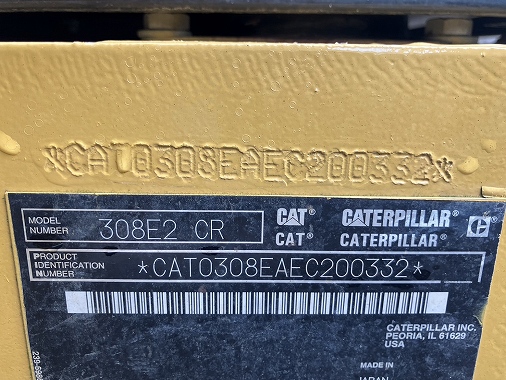 *CAT0308EAEC200332*
MODEL NUMBER 308E2 CR
CAT® CATERPILLAR®
CAT® CATERPILLAR®
PRODUCT IDENTIFICATION NUMBER *CAT0308EAEC200332*
CATERPILLAR INC.
PEORIA, IL 61629
USA
MADE IN
JAPAN